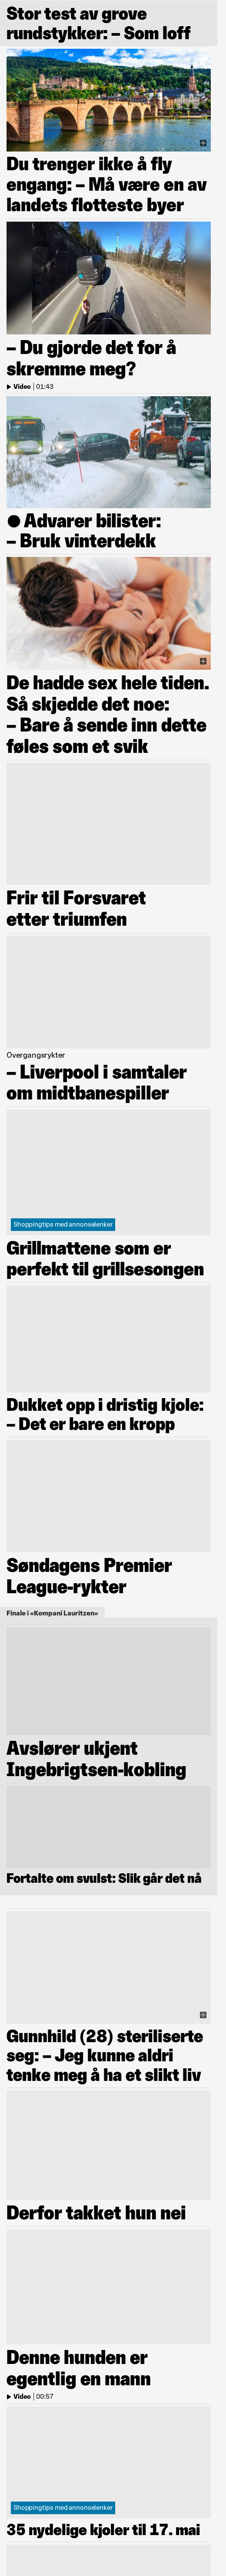 Stor test av grove
rundstykker: – Som loff
Du trenger ikke å fly
engang: – Må være en av
landets flotteste byer
– Du gjorde det for å
skremme meg?
Video | 01:43
● Advarer bilister:
– Bruk vinterdekk
De hadde sex hele tiden.
Så skjedde det noe:
– Bare å sende inn dette
føles som et svik
Frir til Forsvaret
etter triumfen
Overgangsrykter
– Liverpool i samtaler
om midtbanespiller
Shoppingtips med annonselenker
Grillmattene som er
perfekt til grillsesongen
Dukket opp i dristig kjole:
– Det er bare en kropp
Søndagens Premier
League-rykter
Finale i «Kompani Lauritzen»
Avslører ukjent
Ingebrigtsen-kobling
Fortalte om svulst: Slik går det nå
Gunnhild (28) steriliserte
seg: – Jeg kunne aldri
tenke meg å ha et slikt liv
Derfor takket hun nei
Denne hunden er
egentlig en mann
Video | 00:57
Shoppingtips med annonselenker
35 nydelige kjoler til 17. mai